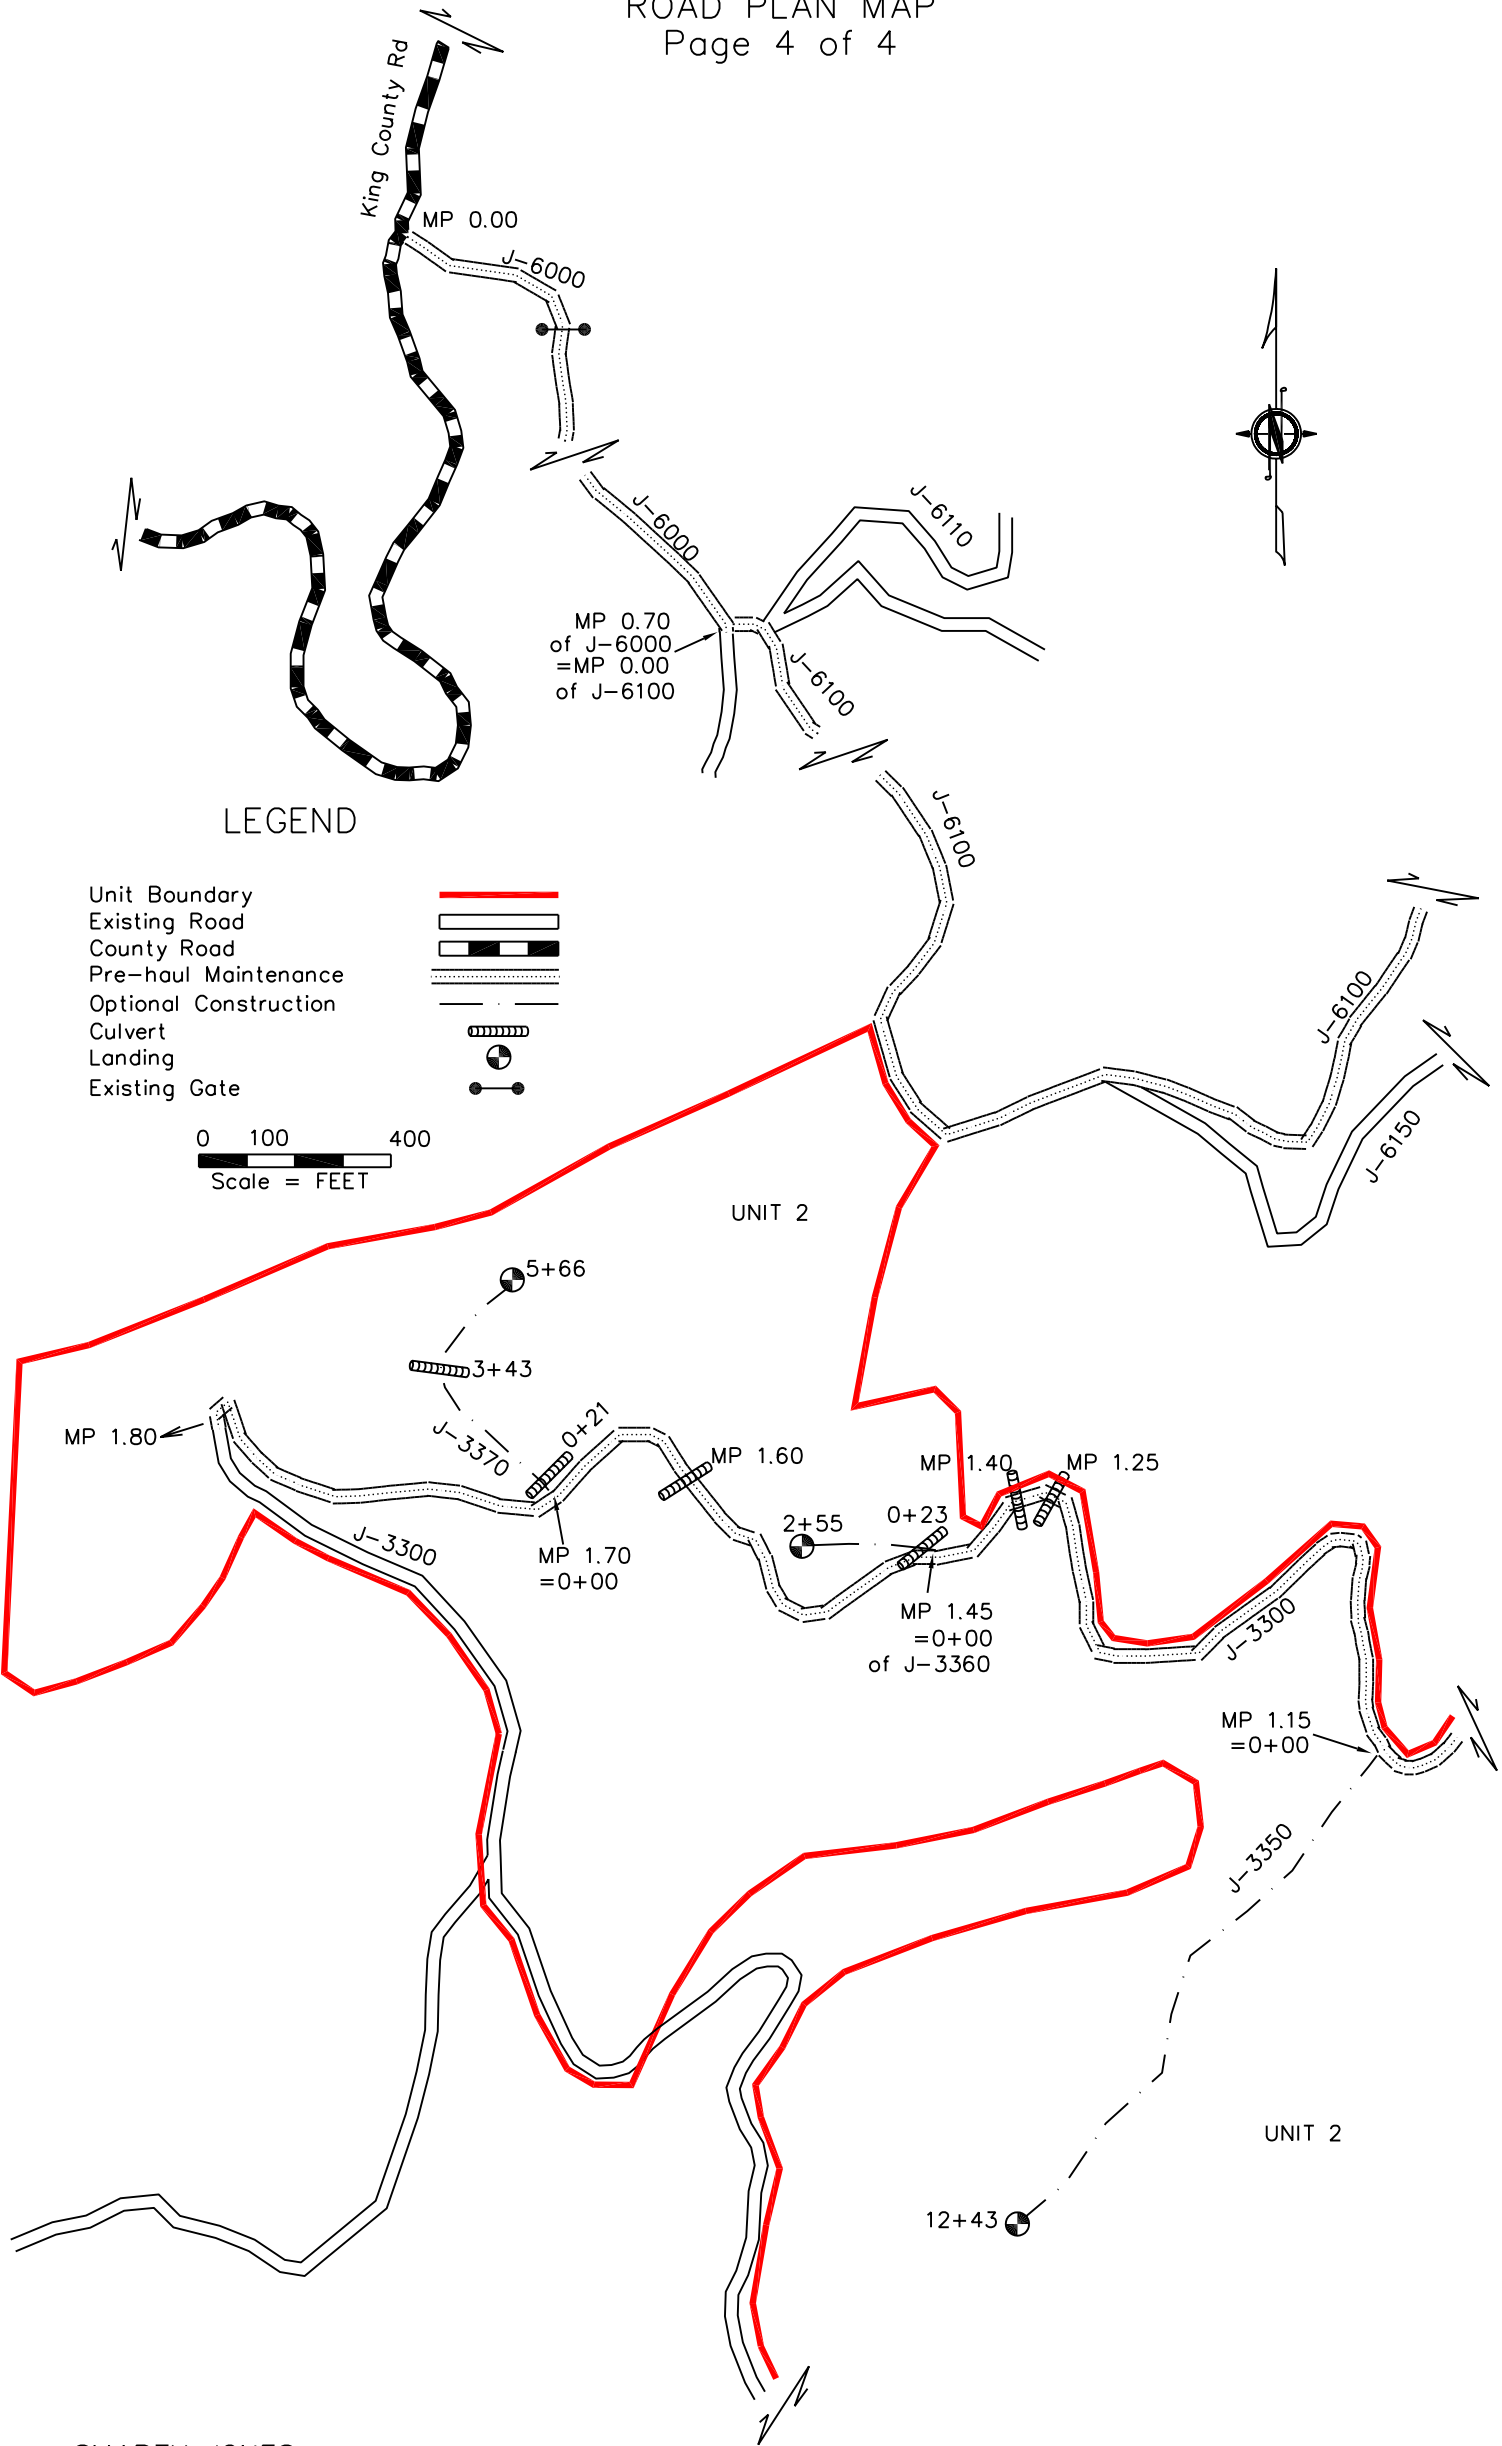 ROAD PLAN MAP
Page 4 of 4
King County Rd
MP 0.00
J-6000
J-6000
J-6110
MP 0.70
of J-6000
=MP 0.00
of J-6100
J-6100
J-6100
LEGEND
Unit Boundary
Existing Road
County Road
Pre-haul Maintenance
Optional Construction
Culvert
Landing
Existing Gate
0 100 400
Scale = FEET
J-6100
J-6150
UNIT 2
5+66
3+43
MP 1.80
J-3370
0+21
MP 1.60
MP 1.40
MP 1.25
2+55
0+23
J-3300
MP 1.70
=0+00
MP 1.45
=0+00
of J-3360
J-3300
MP 1.15
=0+00
J-3350
UNIT 2
12+43